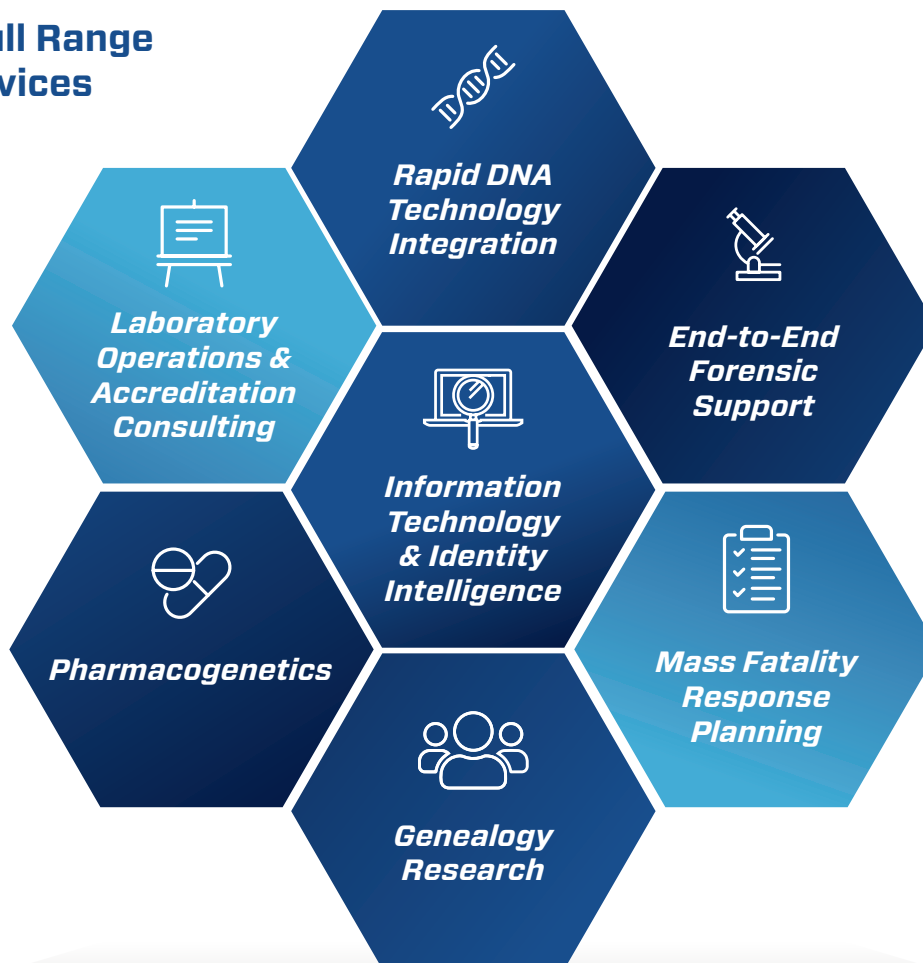 ull Range
vices
Rapid DNA
Technology
Integration
Laboratory
Operations &
Accreditation
Consulting
End-to-End
Forensic
Support
Information
Technology
& Identity
Intelligence
Pharmacogenetics
Mass Fatality
Response
Planning
Genealogy
Research